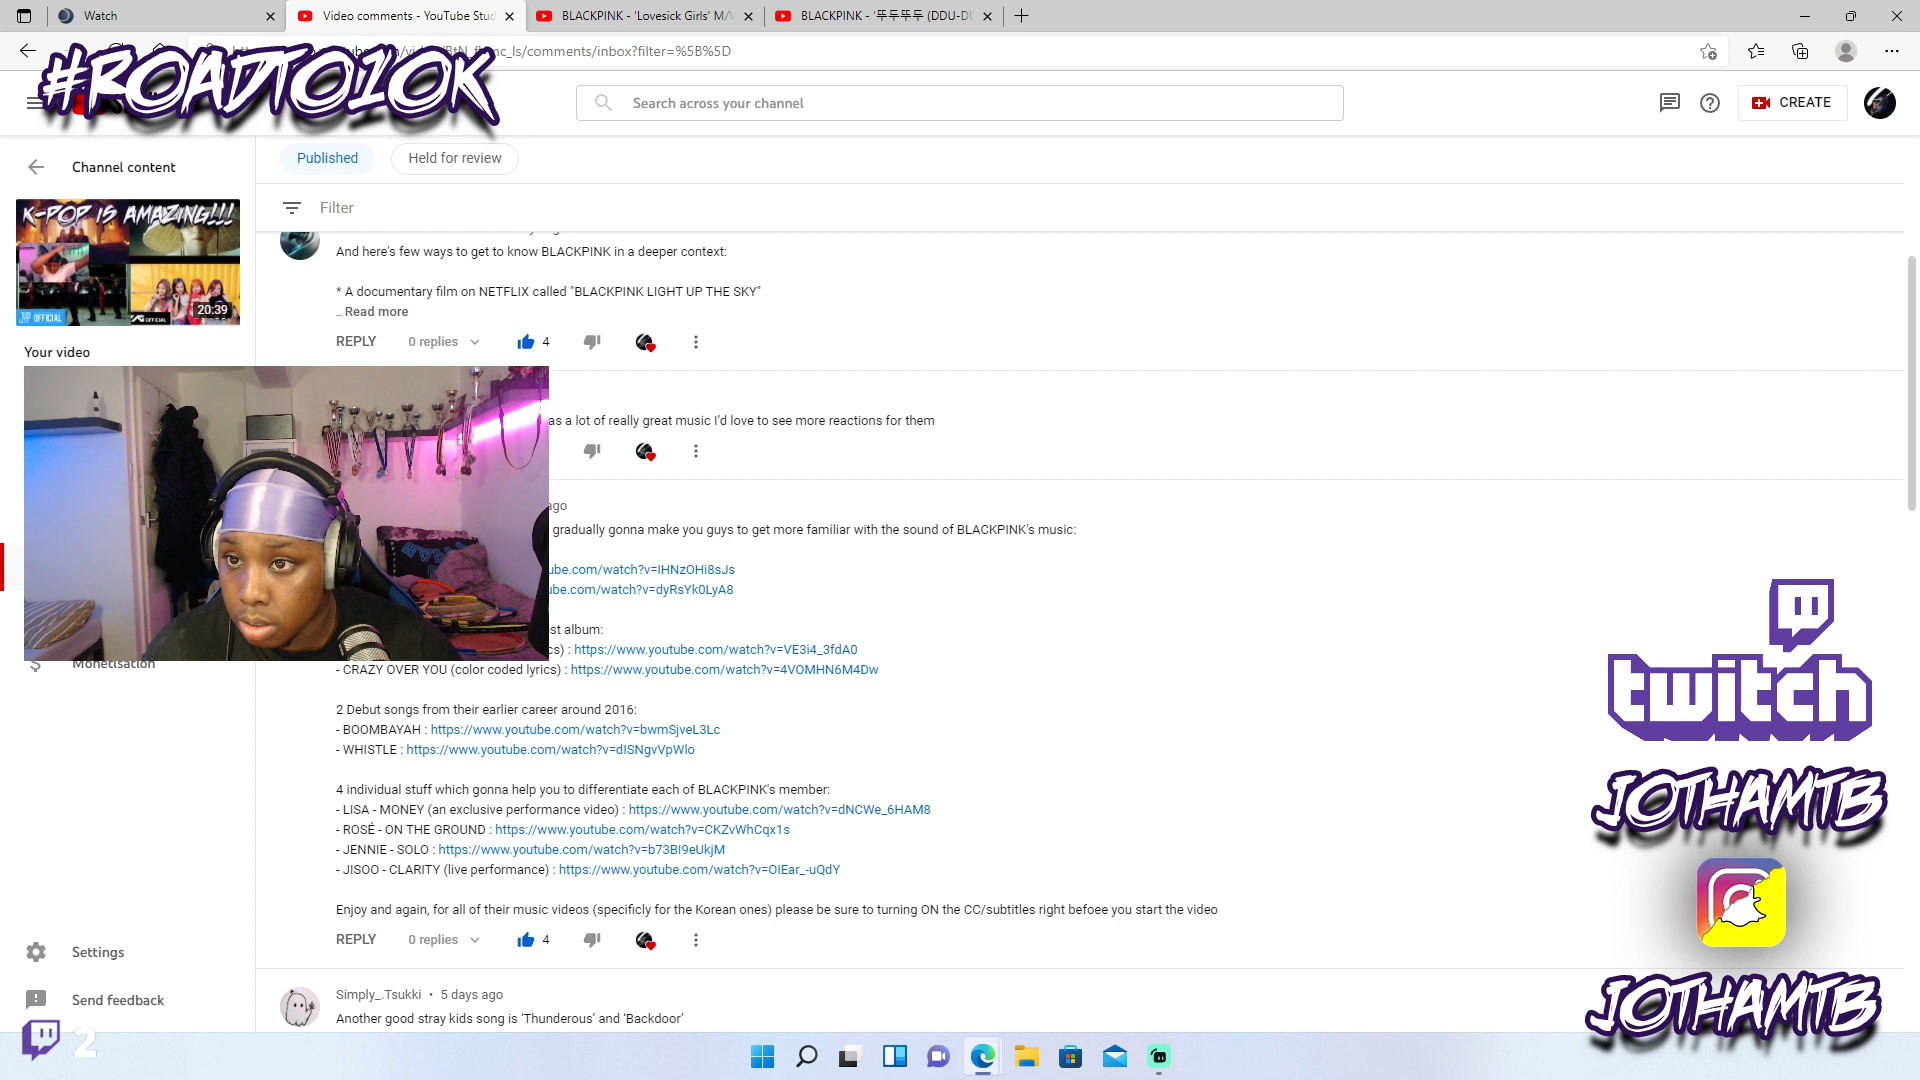 Watch
Video comments - YouTube Stud
BLACKPINK - 'Lovesick Girls' M/V
BLACKPINK - '뚜두뚜두 (DDU-DU
/comments/inbox?filter=%5B%5D
#ROADTO10K
Search across your channel
CREATE
Channel content
Published
Held for review
Filter
K-POP IS AMAZING!!!
JYP OFFICIAL
YG OFFICIAL
20:39
Your video
And here's few ways to get to know BLACKPINK in a deeper context:
* A documentary film on NETFLIX called "BLACKPINK LIGHT UP THE SKY"
... Read more
REPLY
0 replies
4
as a lot of really great music I'd love to see more reactions for them
ago
gradually gonna make you guys to get more familiar with the sound of BLACKPINK's music:
ube.com/watch?v=IHNzOHi8sJs
ube.com/watch?v=dyRsYk0LyA8
st album:
cs) : https://www.youtube.com/watch?v=VE3i4_3fdA0
- CRAZY OVER YOU (color coded lyrics) : https://www.youtube.com/watch?v=4VOMHN6M4Dw
Monetisation
2 Debut songs from their earlier career around 2016:
- BOOMBAYAH : https://www.youtube.com/watch?v=bwmSjveL3Lc
- WHISTLE : https://www.youtube.com/watch?v=dISNgvVpWlo
4 individual stuff which gonna help you to differentiate each of BLACKPINK's member:
- LISA - MONEY (an exclusive performance video) : https://www.youtube.com/watch?v=dNCWe_6HAM8
- ROSÉ - ON THE GROUND : https://www.youtube.com/watch?v=CKZvWhCqx1s
- JENNIE - SOLO : https://www.youtube.com/watch?v=b73BI9eUkjM
- JISOO - CLARITY (live performance) : https://www.youtube.com/watch?v=OIEar_-uQdY
Enjoy and again, for all of their music videos (specificly for the Korean ones) please be sure to turning ON the CC/subtitles right befoee you start the video
REPLY
0 replies
4
Settings
Send feedback
Simply_.Tsukki • 5 days ago
Another good stray kids song is 'Thunderous' and 'Backdoor'
twitch
JOTHAMTB
JOTHAMTB
2